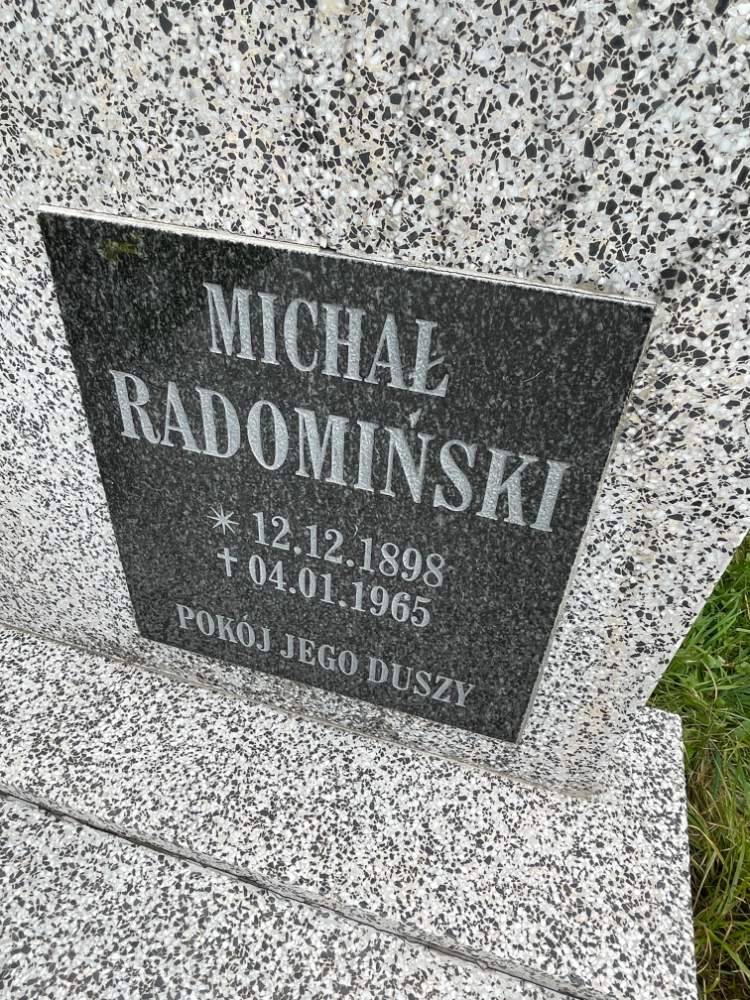 MICHAŁ
RADOMIŃSKI
* 12.12.1898
† 04.01.1965
POKÓJ JEGO DUSZY